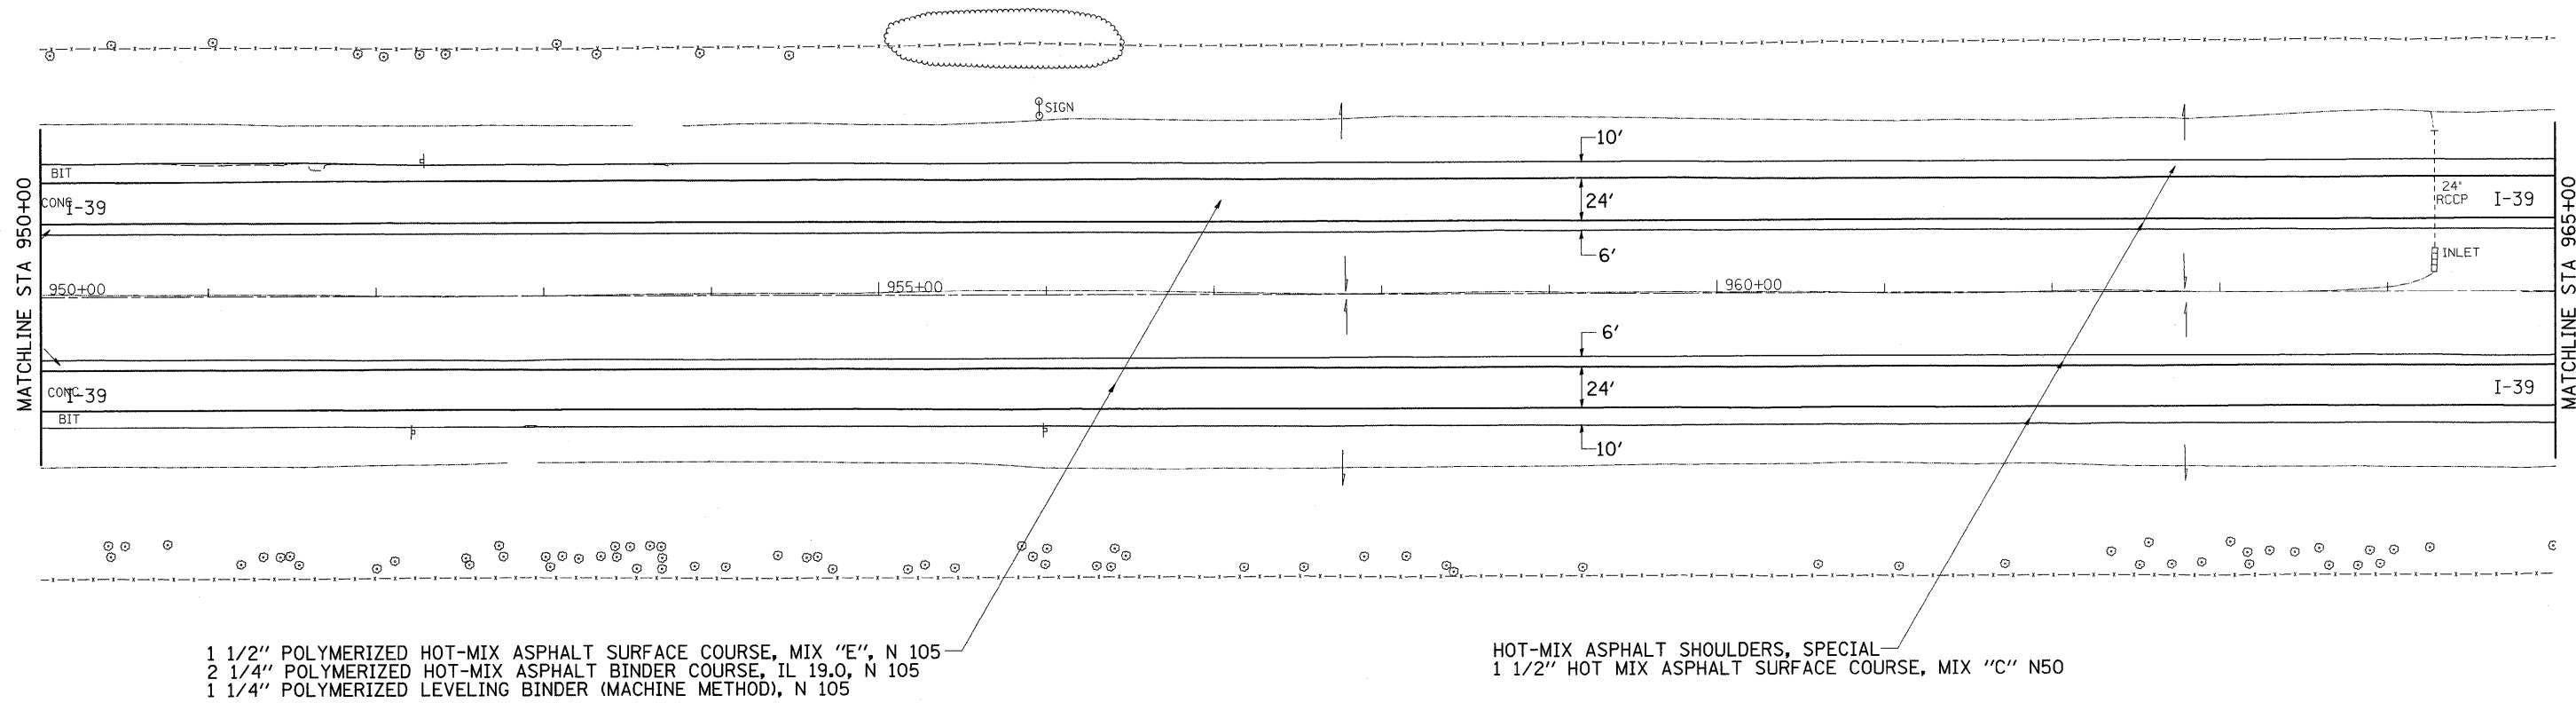 SIGN
10'
BIT
MATCHLINE STA 950+00
CONC
I-39
24'
24"
RCCP
I-39
MATCHLINE STA 965+00
6'
INLET
950+00
955+00
960+00
6'
CONC
I-39
24'
I-39
BIT
10'
1 1/2" POLYMERIZED HOT-MIX ASPHALT SURFACE COURSE, MIX "E", N 105
2 1/4" POLYMERIZED HOT-MIX ASPHALT BINDER COURSE, IL 19.0, N 105
1 1/4" POLYMERIZED LEVELING BINDER (MACHINE METHOD), N 105
HOT-MIX ASPHALT SHOULDERS, SPECIAL
1 1/2" HOT MIX ASPHALT SURFACE COURSE, MIX "C" N50